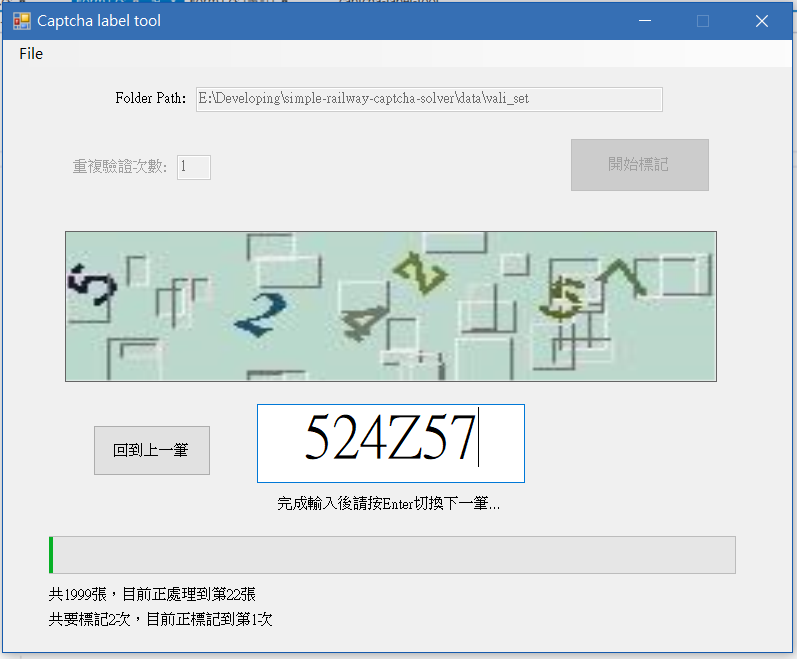 Captcha label tool
File
Folder Path: E:\Developing\simple-railway-captcha-solver\data\vali_set
重複驗證次數: 1
開始標記
524Z57
回到上一筆
524Z57
完成輸入後請按Enter切換下一筆...
共1999張，目前正處理到第22張
共要標記2次，目前正標記到第1次